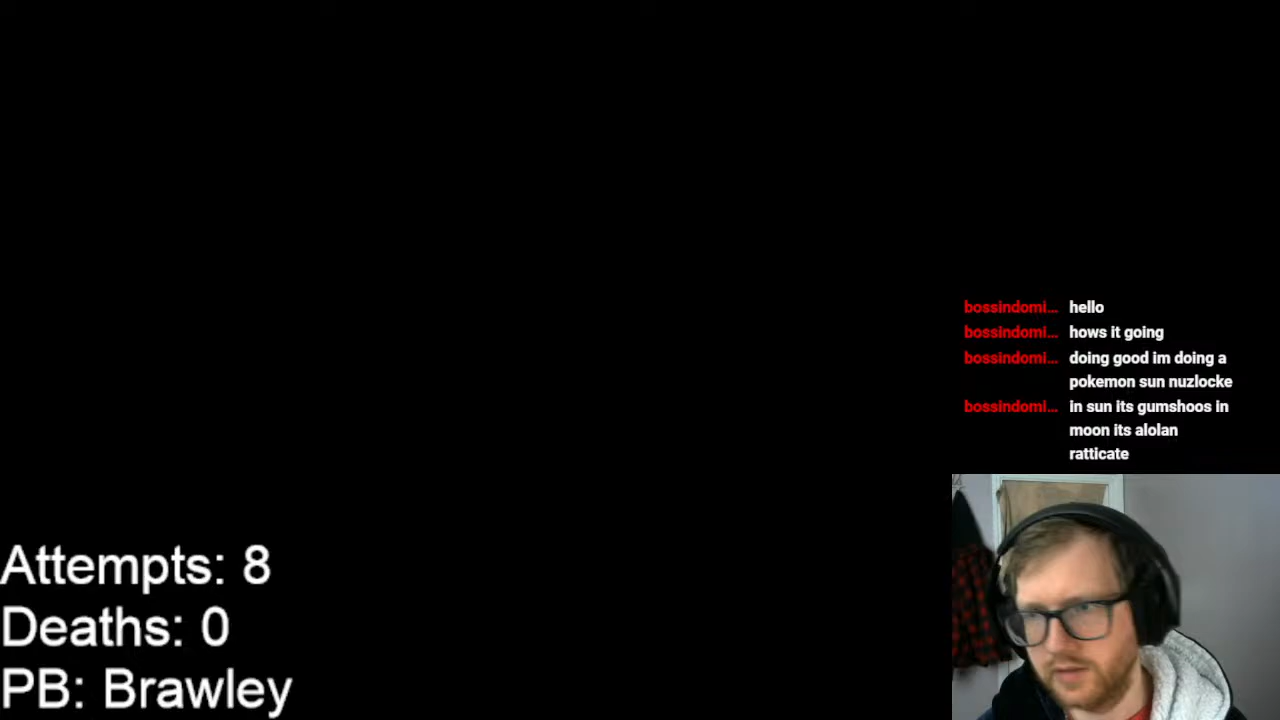 bossindomi... hello
bossindomi... hows it going
bossindomi... doing good im doing a
pokemon sun nuzlocke
bossindomi... in sun its gumshoos in
moon its alolan
ratticate
Attempts: 8
Deaths: 0
PB: Brawley